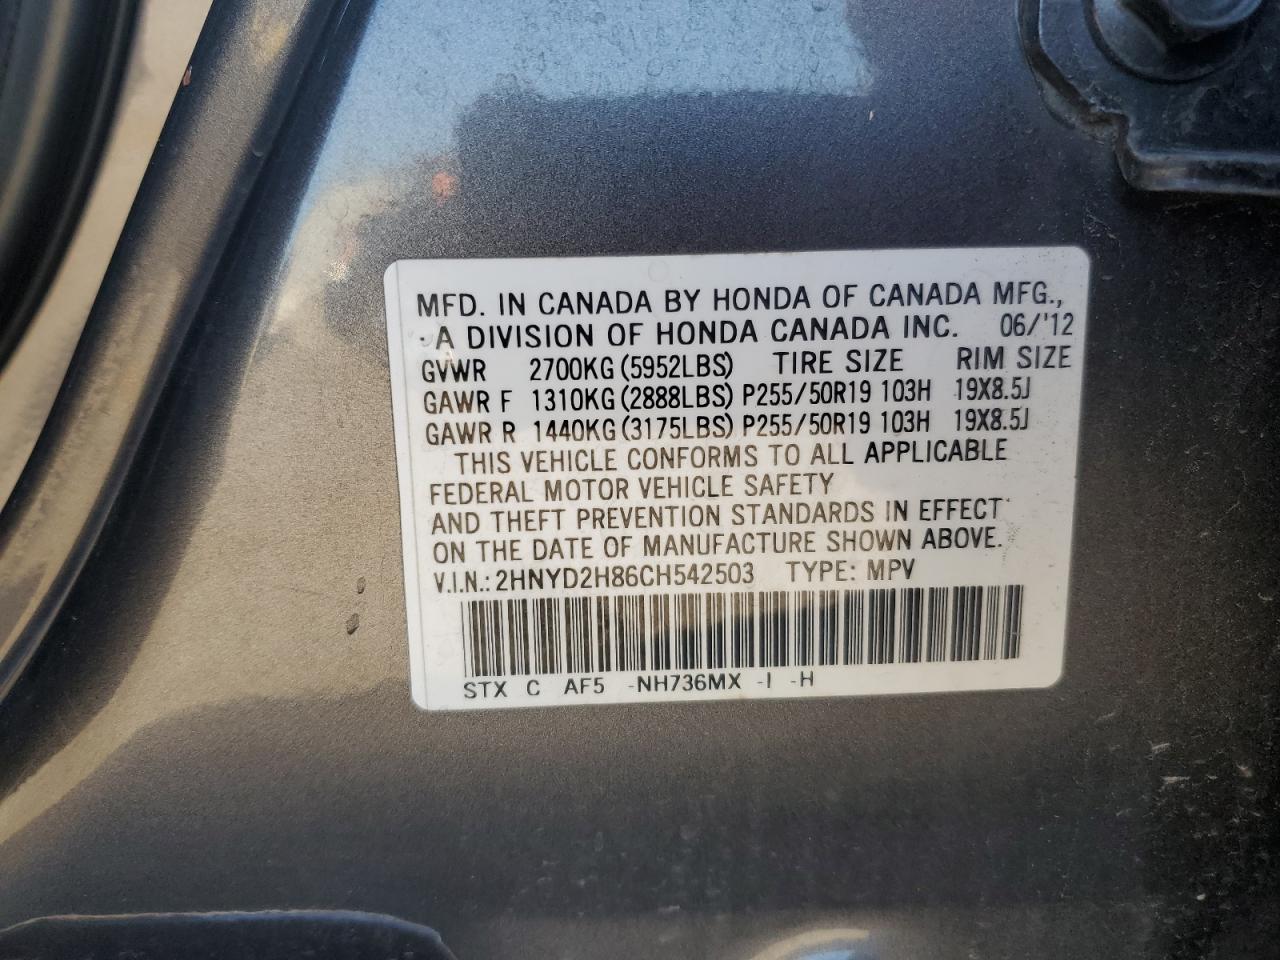 MFD. IN CANADA BY HONDA OF CANADA MFG.,
A DIVISION OF HONDA CANADA INC. 06/'12
GVWR 2700KG (5952LBS) TIRE SIZE RIM SIZE
GAWR F 1310KG (2888LBS) P255/50R19 103H 19X8.5J
GAWR R 1440KG (3175LBS) P255/50R19 103H 19X8.5J
THIS VEHICLE CONFORMS TO ALL APPLICABLE
FEDERAL MOTOR VEHICLE SAFETY
AND THEFT PREVENTION STANDARDS IN EFFECT
ON THE DATE OF MANUFACTURE SHOWN ABOVE.
V.I.N.: 2HNYD2H86CH542503 TYPE: MPV
STX C AF5 -NH736MX -I -H